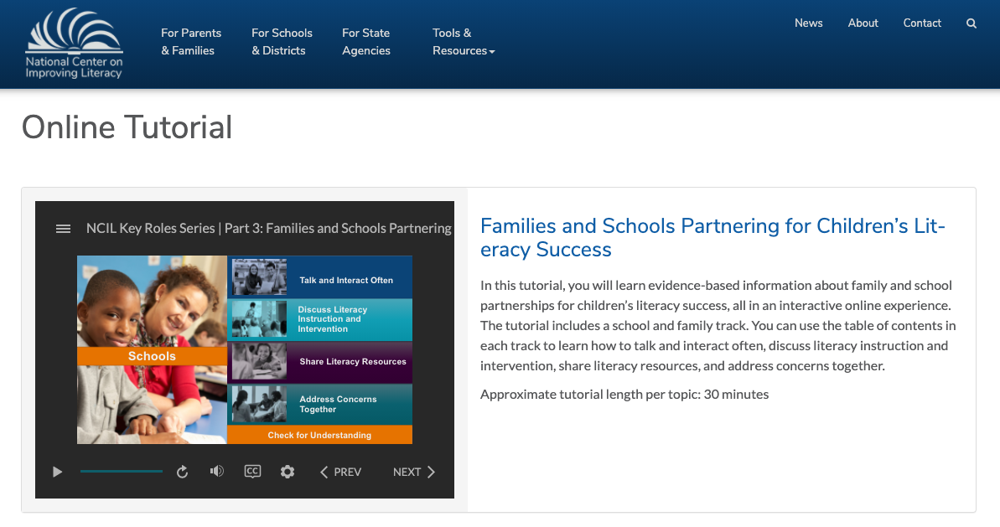 National Center on
Improving Literacy
For Parents
& Families
For Schools
& Districts
For State
Agencies
Tools &
Resources
News
About
Contact
Online Tutorial
NCIL Key Roles Series | Part 3: Families and Schools Partnering
Schools
Talk and Interact Often
Discuss Literacy
Instruction and
Intervention
Share Literacy Resources
Address Concerns
Together
Check for Understanding
CC
PREV
NEXT
Families and Schools Partnering for Children’s Lit-
eracy Success
In this tutorial, you will learn evidence-based information about family and school
partnerships for children’s literacy success, all in an interactive online experience.
The tutorial includes a school and family track. You can use the table of contents in
each track to learn how to talk and interact often, discuss literacy instruction and
intervention, share literacy resources, and address concerns together.
Approximate tutorial length per topic: 30 minutes